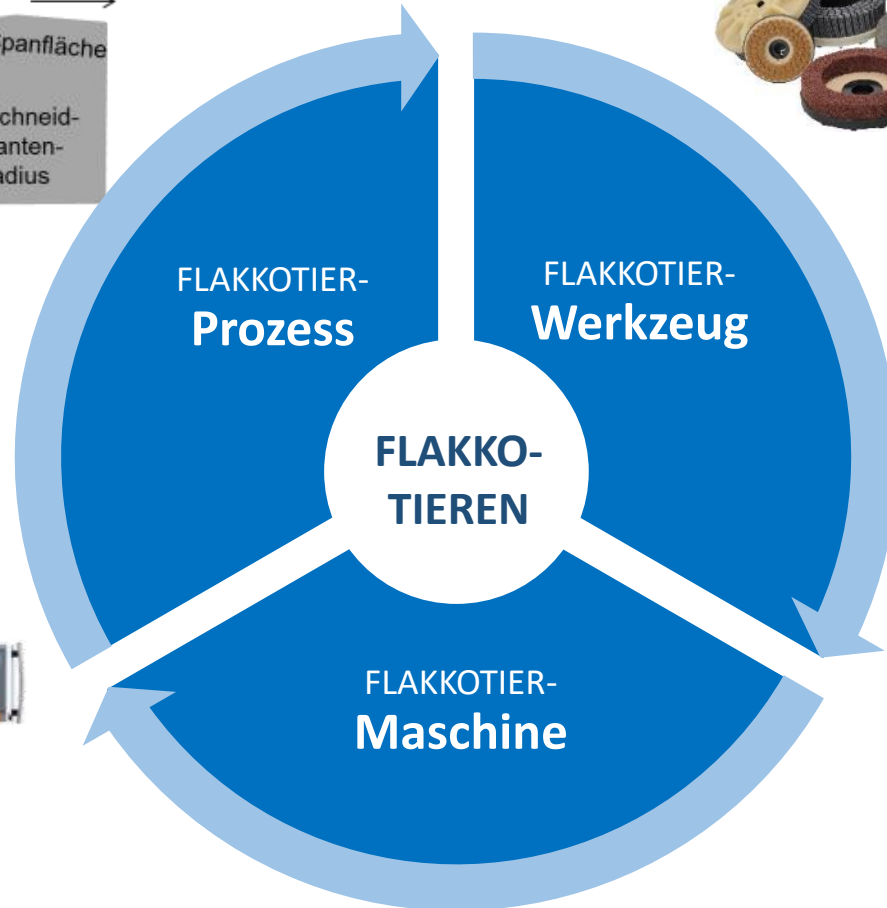 panfläche
chneid-
anten-
adius
FLAKKOTIER-
Prozess
FLAKKOTIER-
Werkzeug
FLAKKO-
TIEREN
FLAKKOTIER-
Maschine